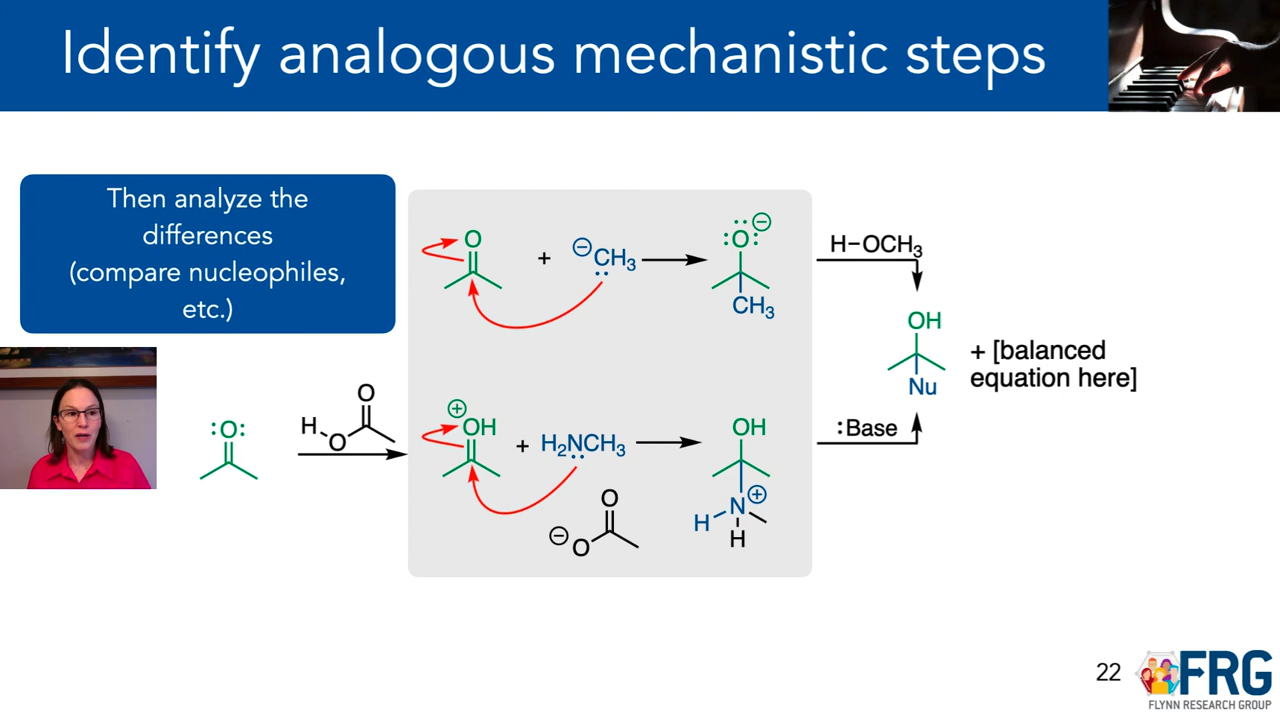 Identify analogous mechanistic steps
Then analyze the
differences
(compare nucleophiles,
etc.)
O
+
⊖
CH₃
:O:
⊖
CH₃
H–OCH₃
OH
Nu
+ [balanced
equation here]
:O:
H
O
O
⊕
OH
+ H₂NCH₃
O
⊖
O
OH
H N ⊕
H
:Base
22
FRG
FLYNN RESEARCH GROUP